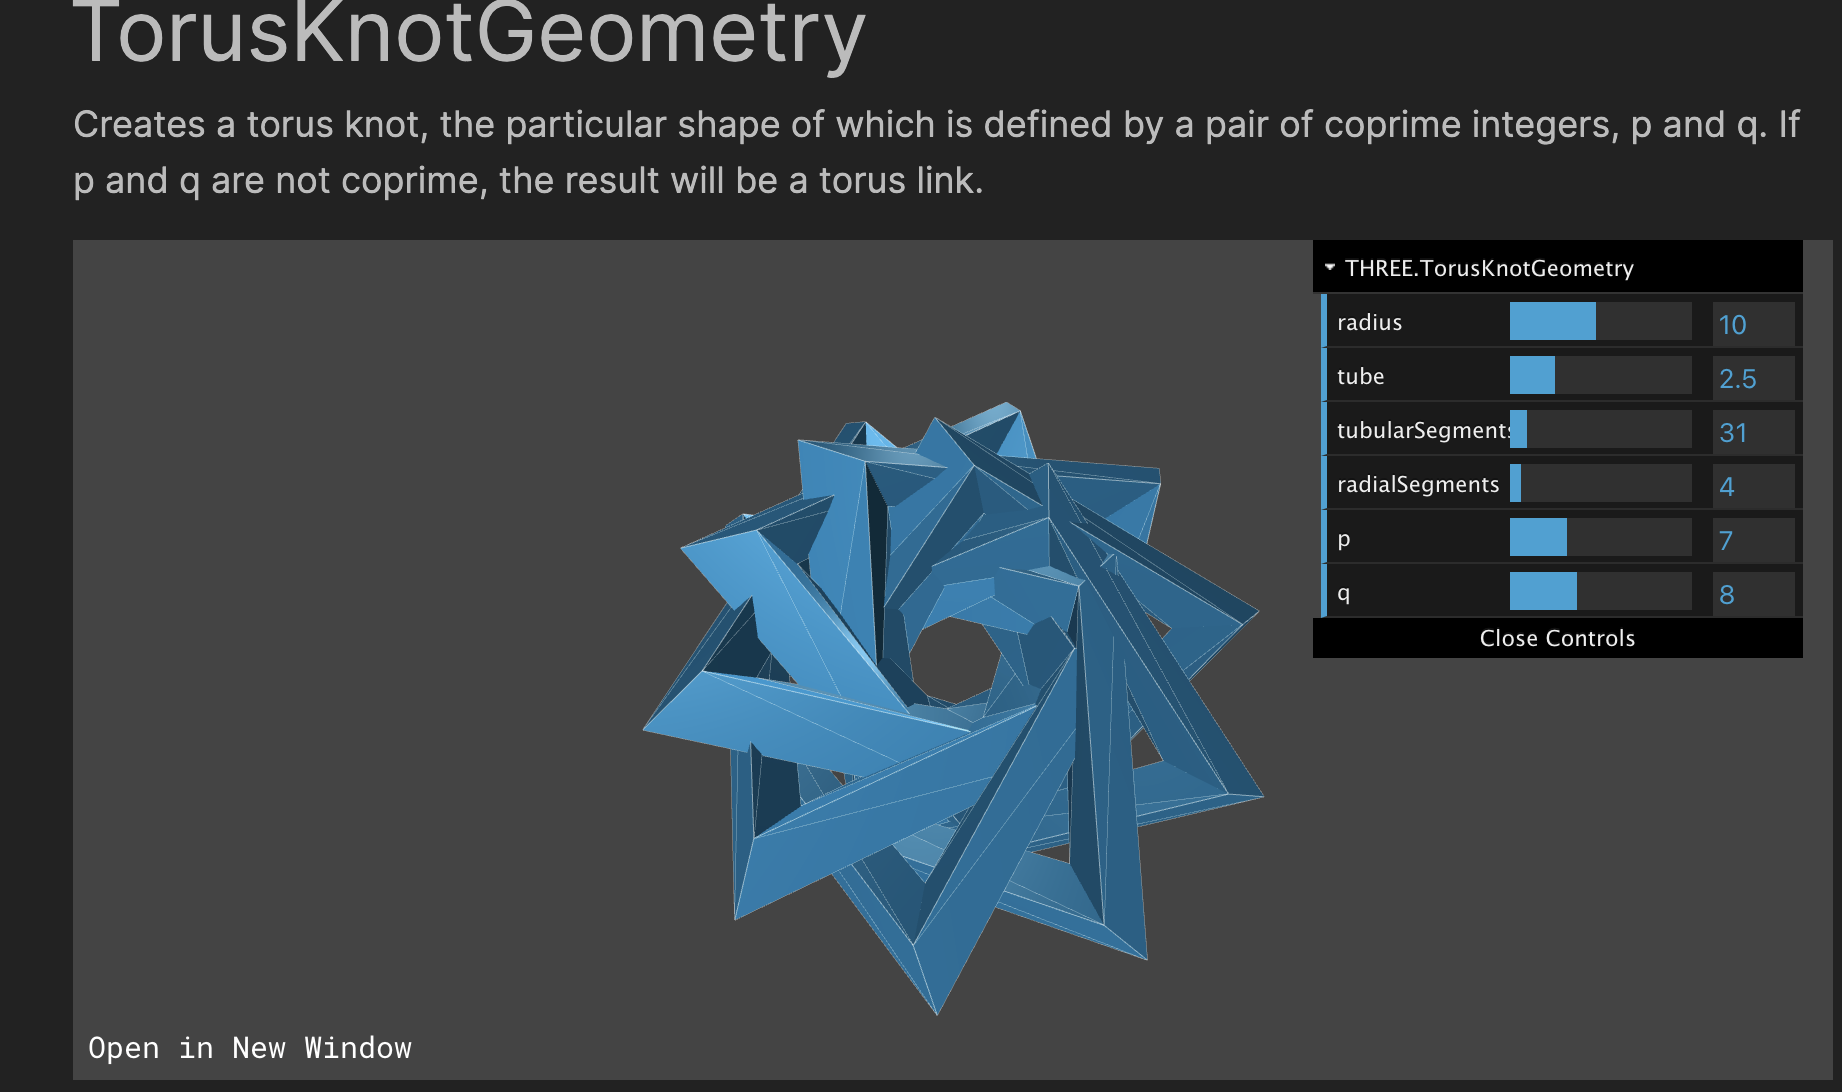 TorusKnotGeometry
Creates a torus knot, the particular shape of which is defined by a pair of coprime integers, p and q. If
p and q are not coprime, the result will be a torus link.
THREE.TorusKnotGeometry
radius 10
tube 2.5
tubularSegments 31
radialSegments 4
p 7
q 8
Close Controls
Open in New Window